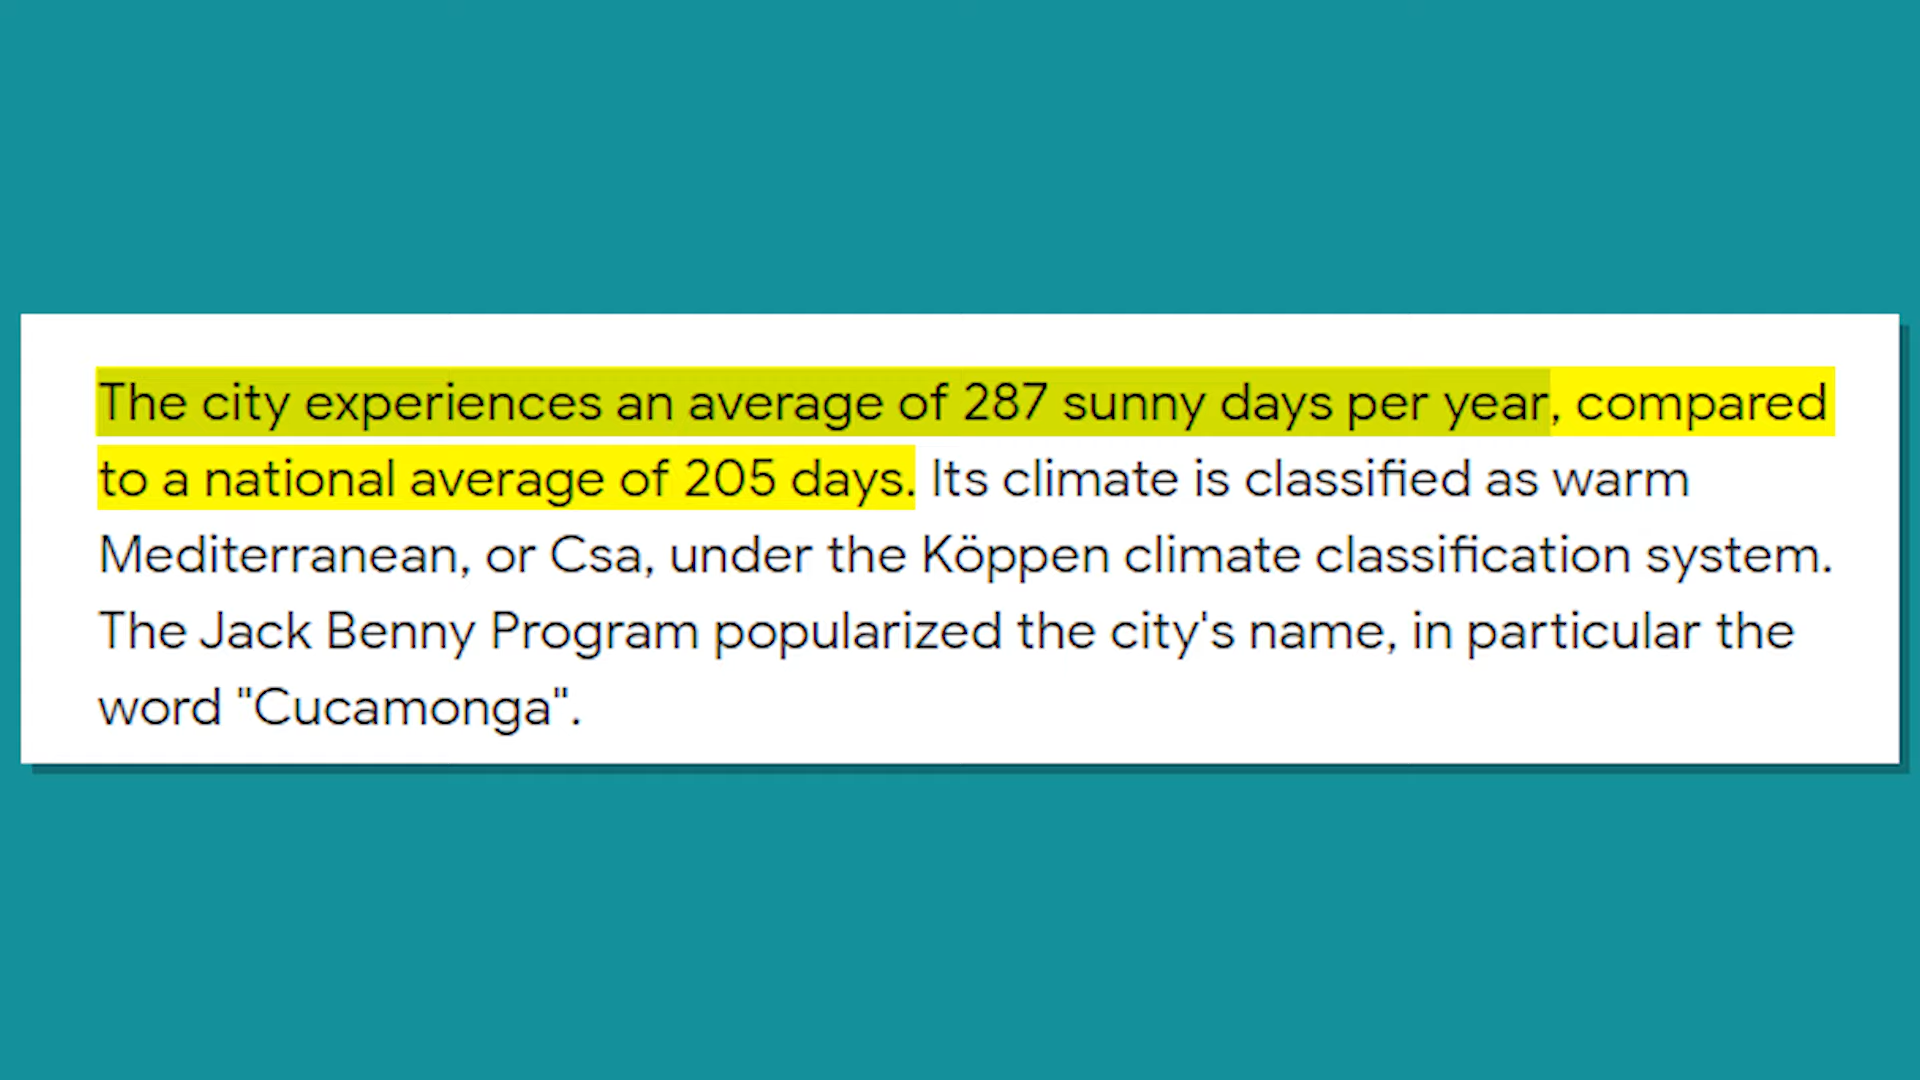 The city experiences an average of 287 sunny days per year, compared
to a national average of 205 days. Its climate is classified as warm
Mediterranean, or Csa, under the Köppen climate classification system.
The Jack Benny Program popularized the city's name, in particular the
word "Cucamonga".